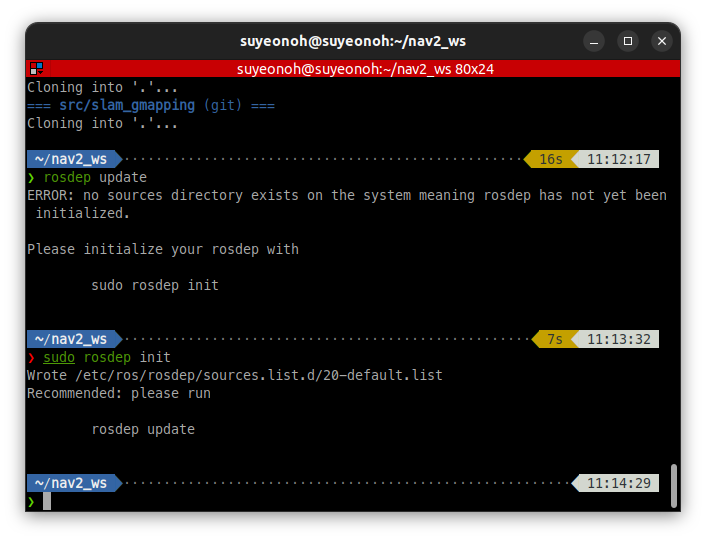 suyeonoh@suyeonoh:~/nav2_ws
suyeonoh@suyeonoh:~/nav2_ws 80x24
Cloning into '.'...
=== src/slam_gmapping (git) ===
Cloning into '.'...
~/nav2_ws 16s 11:12:17
❯ rosdep update
ERROR: no sources directory exists on the system meaning rosdep has not yet been
initialized.
Please initialize your rosdep with
sudo rosdep init
~/nav2_ws 7s 11:13:32
❯ sudo rosdep init
Wrote /etc/ros/rosdep/sources.list.d/20-default.list
Recommended: please run
rosdep update
~/nav2_ws 11:14:29
❯